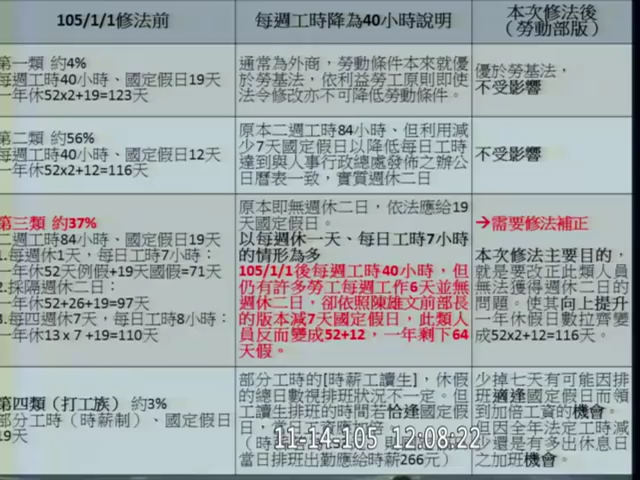 105/1/1修法前
每週工時降為40小時說明
本次修法後
（勞動部版）
第一類 約4%
每週工時40小時、國定假日19天
一年休52x2+19=123天
通常為外商，勞動條件本來就優
於勞基法，依利益勞工原則即使
法令修改亦不可降低勞動條件。
優於勞基法，
不受影響
第二類 約56%
每週工時40小時、國定假日12天
一年休52x2+12=116天
原本二週工時84小時、但利用減
少7天國定假日以降低每日工時
達到與人事行政總處發佈之辦公
日曆表一致，實質週休二日
不受影響
第三類 約37%
二週工時84小時、國定假日19天
1.每週休1天，每日工時7小時：
一年休52天例假+19天國假=71天
2.採隔週休二日：
一年休52+26+19=97天
3.每四週休7天，每日工時8小時：
一年休13 x 7 +19=110天
原本即無週休二日，依法應給19
天國定假日。
以每週休一天、每日工時7小時
的情形為多
105/1/1後每週工時40小時，但
仍有許多勞工每週工作6天並無
週休二日，卻依照陳雄文前部長
的版本減7天國定假日，此類人
員反而變成52+12，一年剩下64
天假。
→需要修法補正
本次修法主要目的，
就是要改正此類人員
無法獲得週休二日的
問題。使其向上提升
一年休假日數拉齊變
成52x2+12=116天。
第四類（打工族）約3%
部分工時（時薪制）、國定假日
19天
部分工時的[時薪工讀生]，休假
的總日數視排班狀況不一定。但
工讀生排班的時間若恰逢國定假
日，
（時
當日排班出勤應給時薪266元）
少掉七天有可能因排
班適逢國定假日而領
到加倍工資的機會。
但因全年法定工時減
少還是有多出休息日
之加班機會。
11-14-105 12:08:22